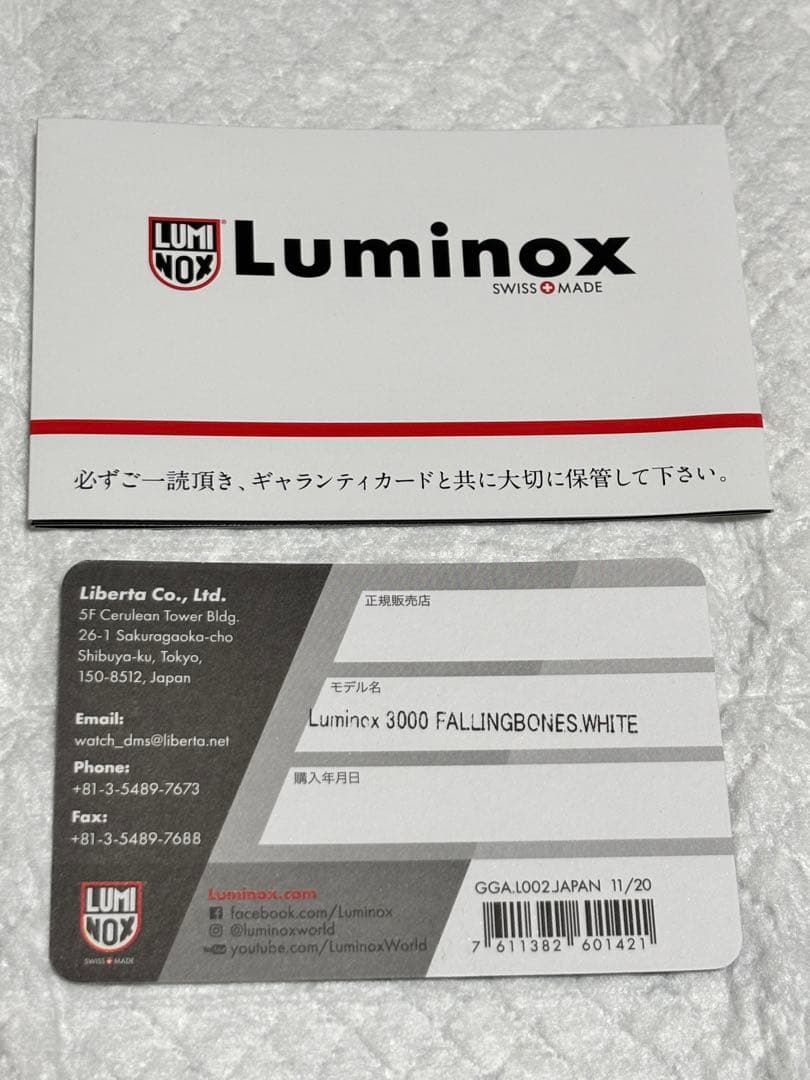 LUMI
NOX
Luminox
SWISS MADE
必ずご一読頂き、ギャランティカードと共に大切に保管して下さい。
Liberta Co., Ltd.
5F Cerulean Tower Bldg.
26-1 Sakuragaoka-cho
Shibuya-ku, Tokyo,
150-8512, Japan
Email:
watch_dms@liberta.net
Phone:
+81-3-5489-7673
Fax:
+81-3-5489-7688
正規販売店
モデル名
Luminox 3000 FALLINGBONES.WHITE
購入年月日
LUMI
NOX
SWISS MADE
Luminox.com
facebook.com/Luminox
@luminoxworld
youtube.com/LuminoxWorld
GGA.L002.JAPAN 11/20
7 611382 601421